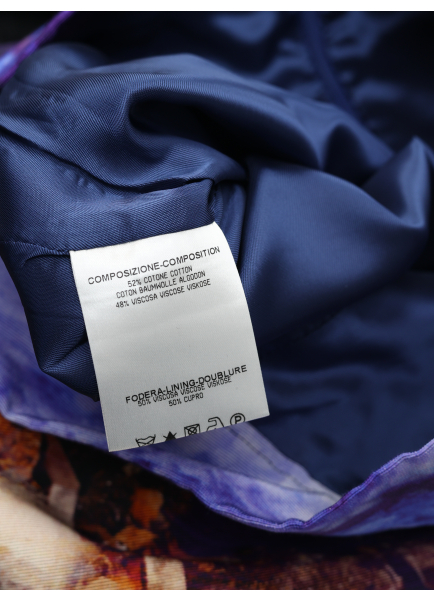 COMPOSIZIONE-COMPOSITION
52% COTONE COTTON
COTON BAUMWOLLE ALGODON
48% VISCOSA VISCOSE VISKOSE
FODERA-LINING-DOUBLURE
50% VISCOSA VISCOSE VISKOSE
50% CUPRO
P